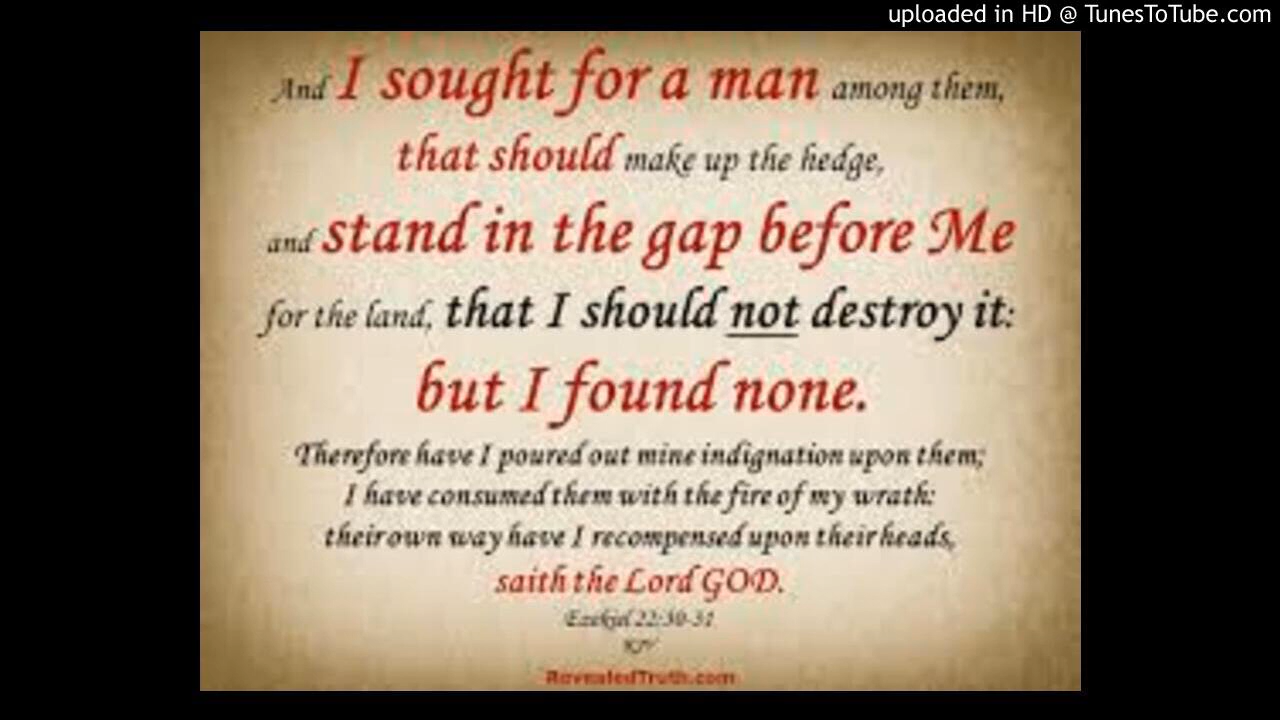 uploaded in HD @ TunesToTube.com
And I sought for a man among them,
that should make up the hedge,
and stand in the gap before Me
for the land, that I should not destroy it:
but I found none.
Therefore have I poured out mine indignation upon them;
I have consumed them with the fire of my wrath:
their own way have I recompensed upon their heads,
saith the Lord GOD.
Ezekiel 22:30-31
KJV
RevealedTruth.com